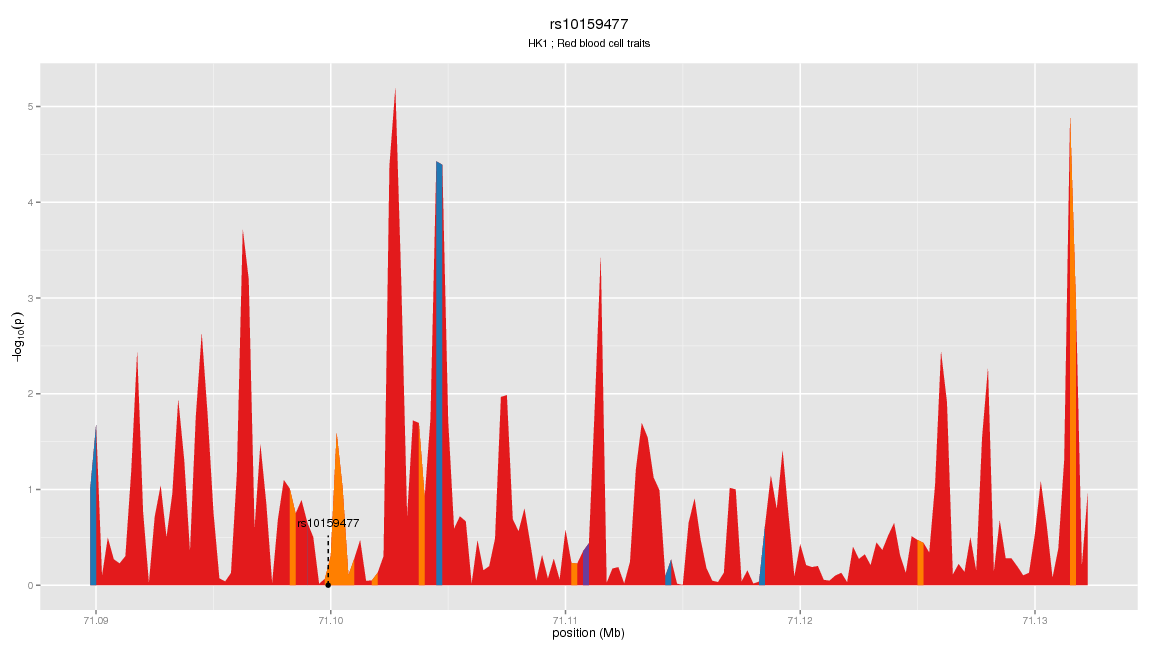 rs10159477
HK1 ; Red blood cell traits
−log10(p)
5
4
3
2
1
0
rs10159477
71.09 71.10 71.11 71.12 71.13
position (Mb)